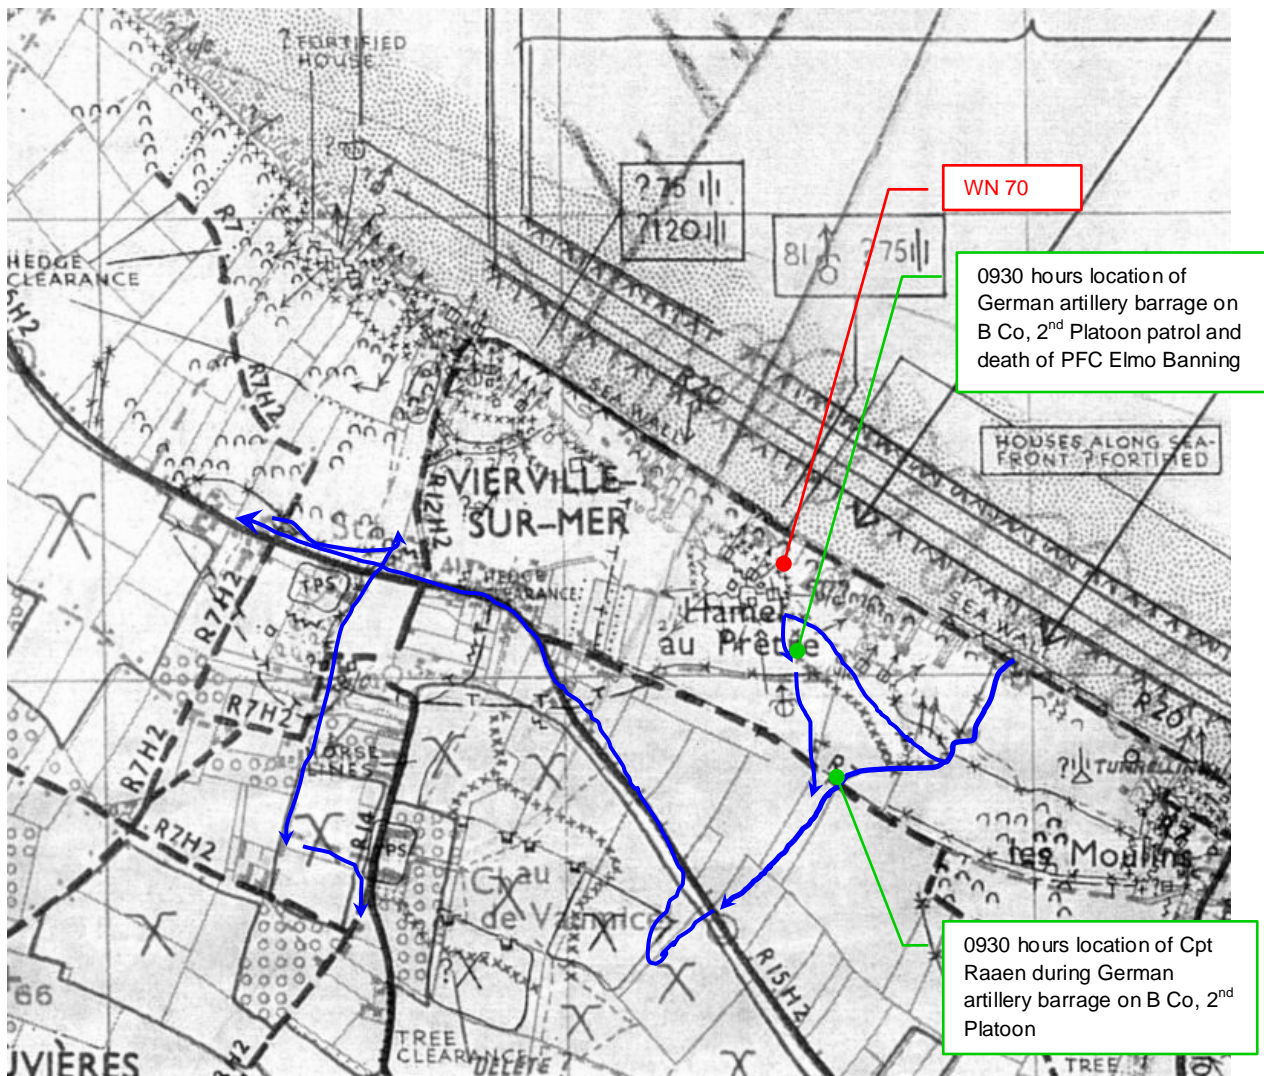 ? FORTIFIED
HOUSE
?75
?120
81
?75
WN 70
0930 hours location of
German artillery barrage on
B Co, 2nd Platoon patrol and
death of PFC Elmo Banning
HEDGE
CLEARANCE
R7
R7H2
R20
SEA WALL
HOUSES ALONG SEA-
FRONT ? FORTIFIED
VIERVILLE-
SUR-MER
R12H2
HEDGE
CLEARANCE
TPS
R7H2
Hamel
au Prêtre
SEA WALL
R20
R7H2
R7H2
HORSE
LINES
R14
R7H2
TPS
? TUNNELLING
les Moulins
Cau
de Vaumicel
R15H2
0930 hours location of Cpt
Raaen during German
artillery barrage on B Co, 2nd
Platoon
66
TREE
CLEARANCE
DELETE ?
TREE
UVIÈRES